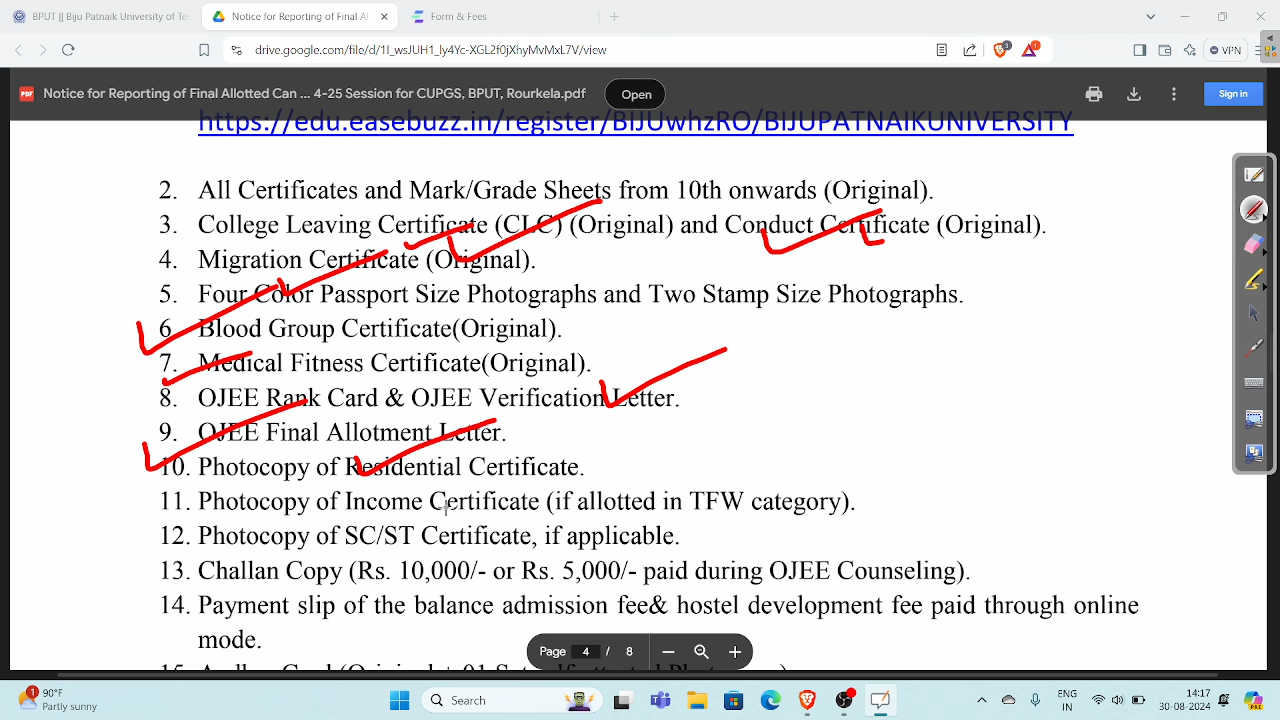 BPUT || Biju Patnaik University of Te
Notice for Reporting of Final Al
Form & Fees
drive.google.com/file/d/1I_wsJUH1_ly4Yc-XGL2f0jXhyMvMxL7V/view
VPN
PDF
Notice for Reporting of Final Allotted Can ... 4-25 Session for CUPGS, BPUT, Rourkela.pdf
Open
Sign in
https://edu.easebuzz.in/register/BIJUwhzRO/BIJUPATNAIKUNIVERSITY
2. All Certificates and Mark/Grade Sheets from 10th onwards (Original).
3. College Leaving Certificate (CLC) (Original) and Conduct Certificate (Original).
4. Migration Certificate (Original).
5. Four Color Passport Size Photographs and Two Stamp Size Photographs.
6. Blood Group Certificate(Original).
7. Medical Fitness Certificate(Original).
8. OJEE Rank Card & OJEE Verification Letter.
9. OJEE Final Allotment Letter.
10. Photocopy of Residential Certificate.
11. Photocopy of Income Certificate (if allotted in TFW category).
12. Photocopy of SC/ST Certificate, if applicable.
13. Challan Copy (Rs. 10,000/- or Rs. 5,000/- paid during OJEE Counseling).
14. Payment slip of the balance admission fee& hostel development fee paid through online
mode.
Page 4 / 8
90°F
Partly sunny
Search
ENG
IN
14:17
30-08-2024